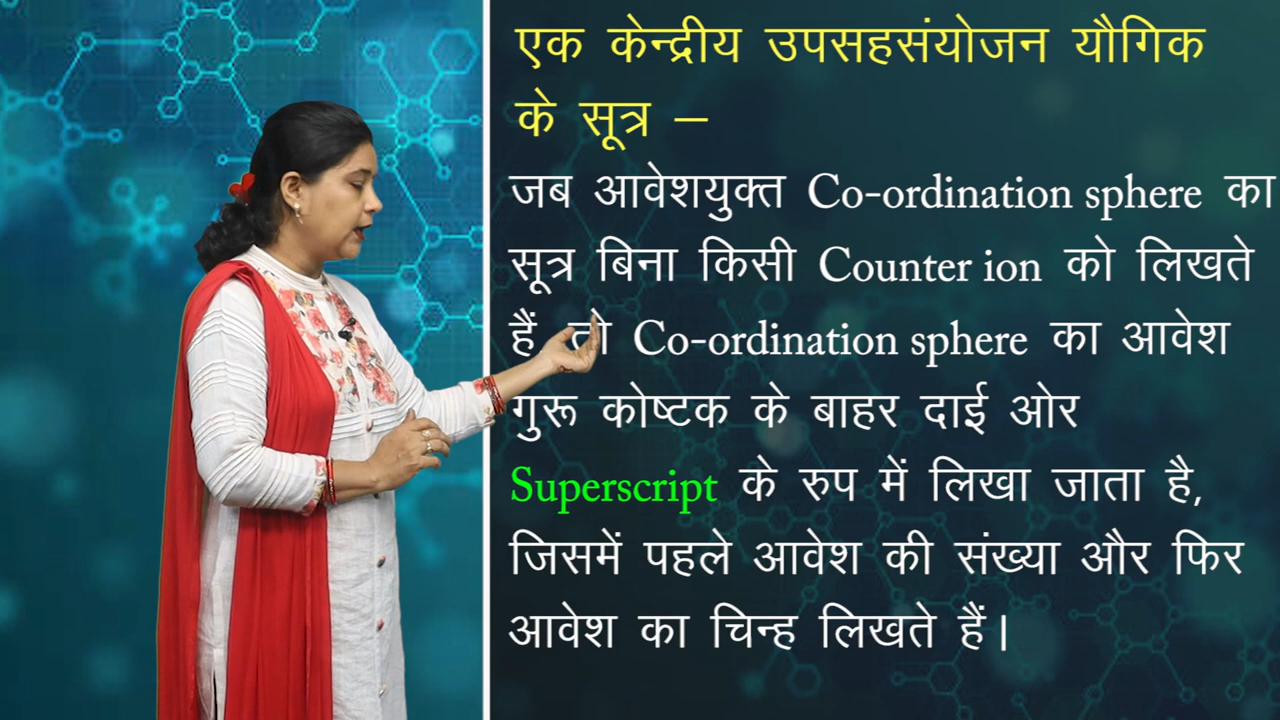 एक केन्द्रीय उपसहसंयोजन यौगिक
के सूत्र –
जब आवेशयुक्त Co-ordination sphere का
सूत्र बिना किसी Counter ion को लिखते
हैं तो Co-ordination sphere का आवेश
गुरू कोष्टक के बाहर दाई ओर
Superscript के रुप में लिखा जाता है,
जिसमें पहले आवेश की संख्या और फिर
आवेश का चिन्ह लिखते हैं।